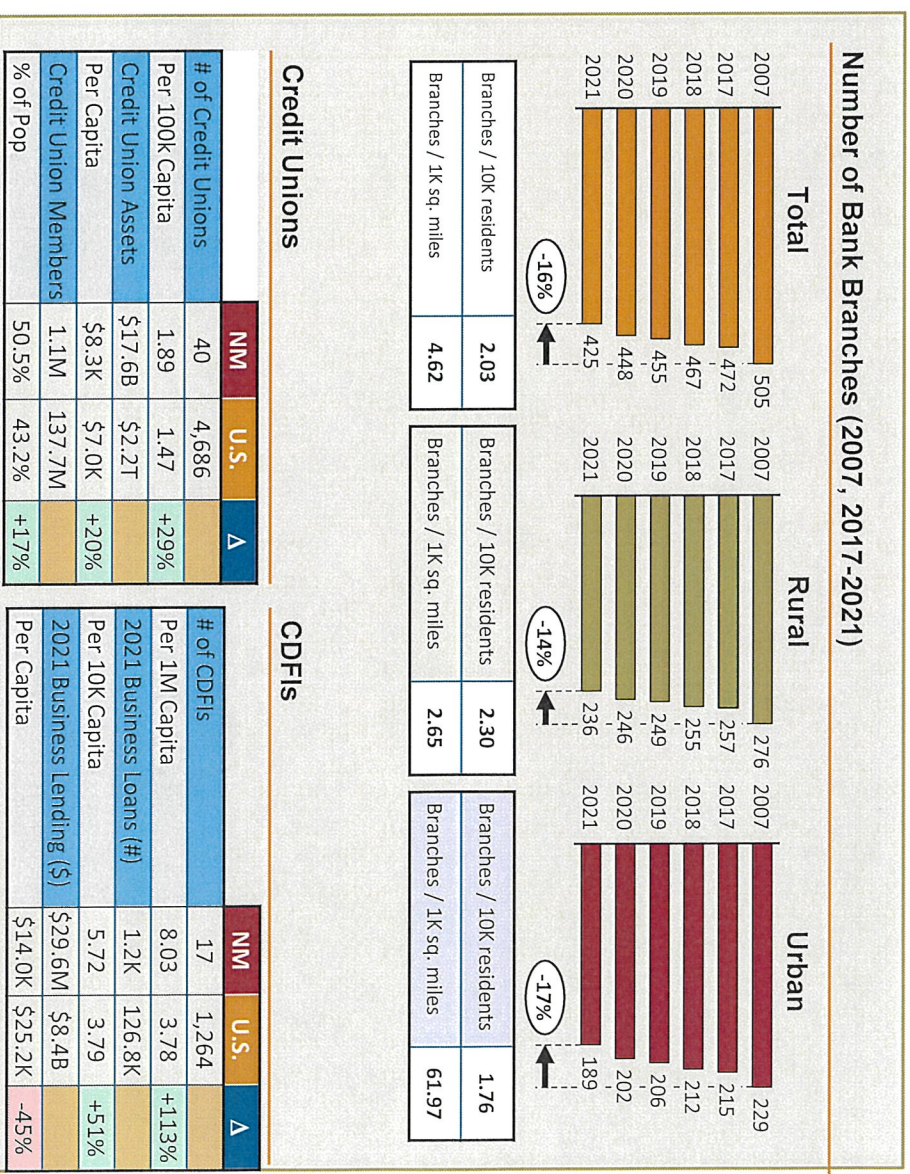 Number of Bank Branches (2007, 2017-2021)
Total
2007 505
2017 472
2018 467
2019 455
2020 448
2021 425
-16%
Branches / 10K residents 2.03
Branches / 1K sq. miles 4.62
Rural
2007 276
2017 257
2018 255
2019 249
2020 246
2021 236
-14%
Branches / 10K residents 2.30
Branches / 1K sq. miles 2.65
Urban
2007 229
2017 215
2018 212
2019 206
2020 202
2021 189
-17%
Branches / 10K residents 1.76
Branches / 1K sq. miles 61.97
Credit Unions
NM U.S. Δ
# of Credit Unions 40 4,686
Per 100k Capita 1.89 1.47 +29%
Credit Union Assets $17.6B $2.2T
Per Capita $8.3K $7.0K +20%
Credit Union Members 1.1M 137.7M
% of Pop 50.5% 43.2% +17%
CDFIs
NM U.S. Δ
# of CDFIs 17 1,264
Per 1M Capita 8.03 3.78 +113%
2021 Business Loans (#) 1.2K 126.8K
Per 10K Capita 5.72 3.79 +51%
2021 Business Lending ($) $29.6M $8.4B
Per Capita $14.0K $25.2K -45%